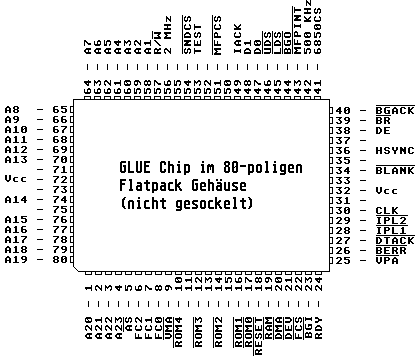 A7 - 64
A6 - 63
A5 - 62
A4 - 61
A3 - 60
A2 - 59
A1 - 58
R/W - 57
2 MHz - 56
55
SNDCS - 54
TEST - 53
52
MFPCS - 51
50
IACK - 49
D1 - 48
D0 - 47
UDS - 46
LDS - 45
BGO - 44
MFPINT - 43
500 KHz - 42
6850CS - 41
A8 - 65
A9 - 66
A10 - 67
A11 - 68
A12 - 69
A13 - 70
71
Vcc - 72
73
A14 - 74
75
A15 - 76
A16 - 77
A17 - 78
A18 - 79
A19 - 80
GLUE Chip im 80-poligen
Flatpack Gehäuse
(nicht gesockelt)
40 - BGACK
39 - BR
38 - DE
37
36 - HSYNC
35
34 - BLANK
33
32 - Vcc
31
30 - CLK
29 - IPL2
28 - IPL1
27 - DTACK
26 - BERR
25 - VPA
A20 - 1
A21 - 2
A22 - 3
A23 - 4
AS - 5
FC2 - 6
FC1 - 7
FC0 - 8
VMA - 9
ROM4 - 10
11
ROM3 - 12
13
ROM2 - 14
15
ROM1 - 16
ROM0 - 17
RESET - 18
RAM - 19
DMA - 20
DEV - 21
FCS - 22
BGI - 23
RDY - 24